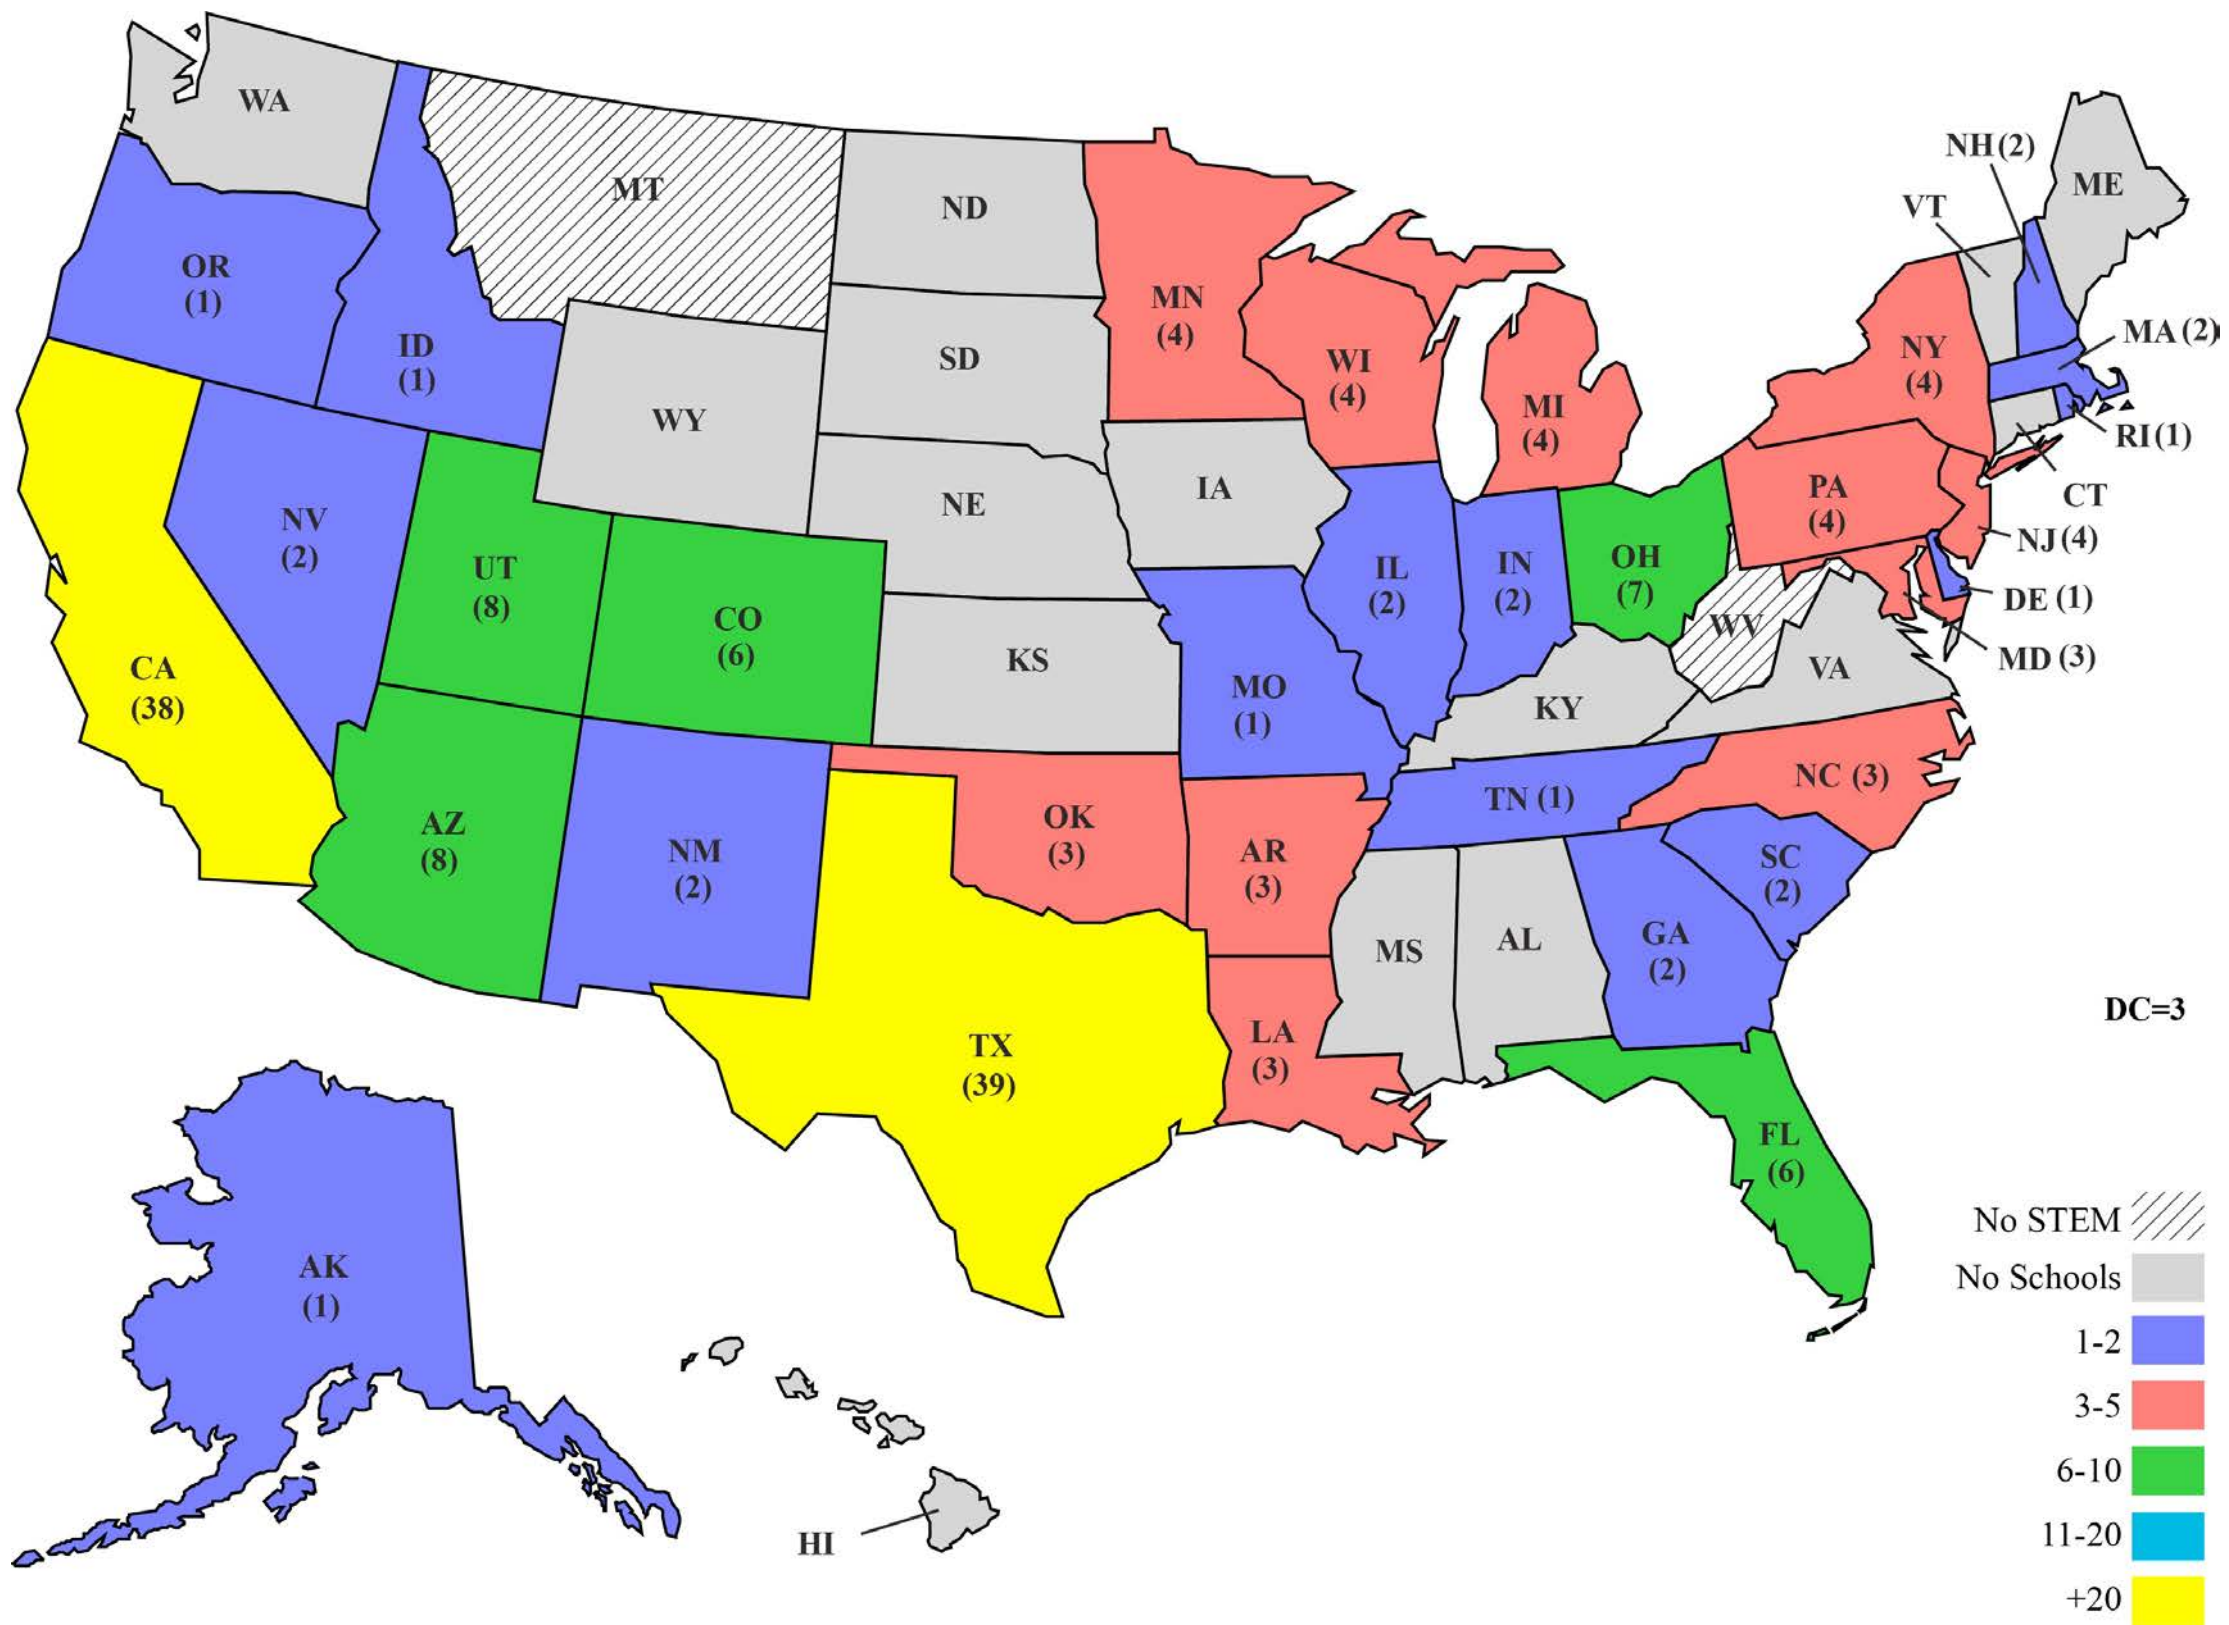 WA
MT
ND
MN
(4)
OR
(1)
ID
(1)
SD
WI
(4)
MI
(4)
NH (2)
VT
ME
NY
(4)
MA (2)
RI (1)
CT
WY
NE
IA
PA
(4)
NJ (4)
DE (1)
MD (3)
NV
(2)
UT
(8)
CO
(6)
KS
IL
(2)
IN
(2)
OH
(7)
WV
VA
CA
(38)
MO
(1)
KY
TN (1)
NC (3)
AZ
(8)
NM
(2)
OK
(3)
AR
(3)
SC
(2)
MS
AL
GA
(2)
TX
(39)
LA
(3)
FL
(6)
DC=3
AK
(1)
HI
No STEM
No Schools
1-2
3-5
6-10
11-20
+20